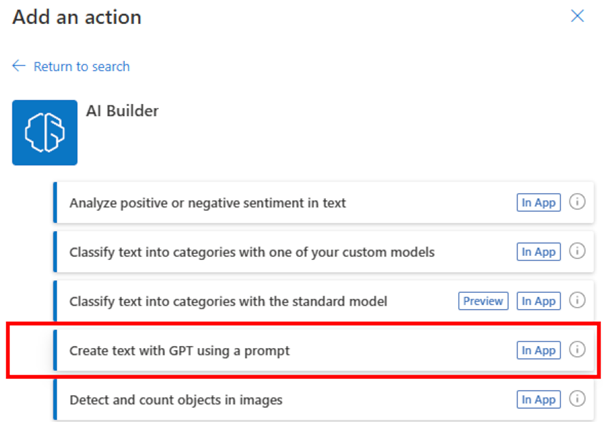 Add an action
Return to search
AI Builder
Analyze positive or negative sentiment in text In App
Classify text into categories with one of your custom models In App
Classify text into categories with the standard model Preview In App
Create text with GPT using a prompt In App
Detect and count objects in images In App